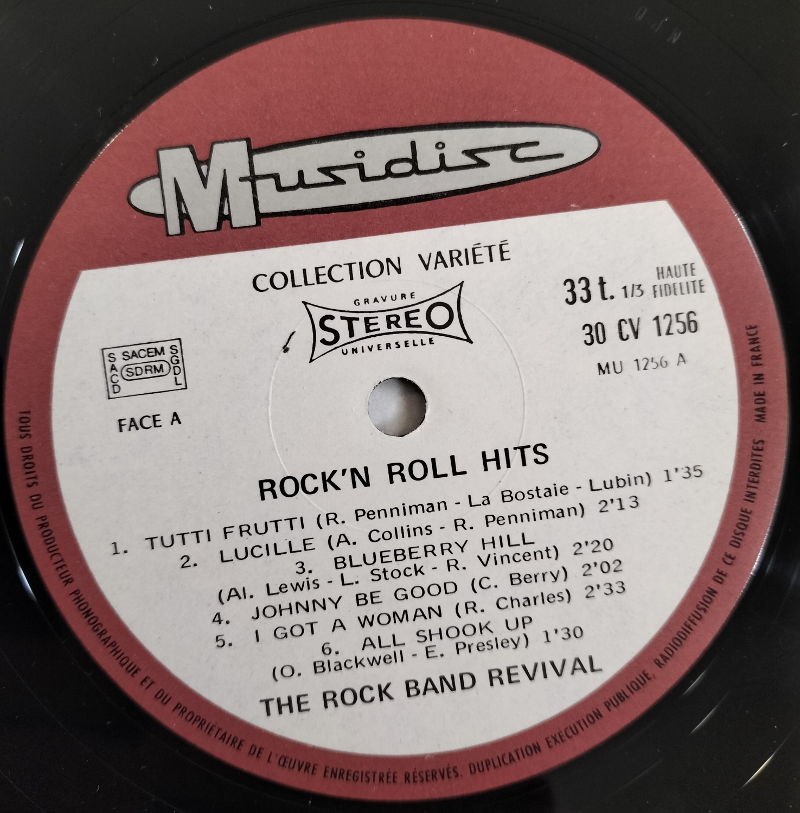 Musidisc
COLLECTION VARIÉTÉ
GRAVURE
STEREO
UNIVERSELLE
33 t. 1/3 HAUTE FIDELITE
30 CV 1256
MU 1256 A
SACEM
SACD
SDRM
SGDL
FACE A
ROCK'N ROLL HITS
1. TUTTI FRUTTI (R. Penniman - La Bostaie - Lubin) 1'35
2. LUCILLE (A. Collins - R. Penniman) 2'13
3. BLUEBERRY HILL
(Al. Lewis - L. Stock - R. Vincent) 2'20
4. JOHNNY BE GOOD (C. Berry) 2'02
5. I GOT A WOMAN (R. Charles) 2'33
6. ALL SHOOK UP
(O. Blackwell - E. Presley) 1'30
THE ROCK BAND REVIVAL
TOUS DROITS DU PRODUCTEUR PHONOGRAPHIQUE ET DU PROPRIÉTAIRE DE L'ŒUVRE ENREGISTRÉE RÉSERVÉS. DUPLICATION EXÉCUTION PUBLIQUE, RADIODIFFUSION DE CE DISQUE INTERDITES - MADE IN FRANCE